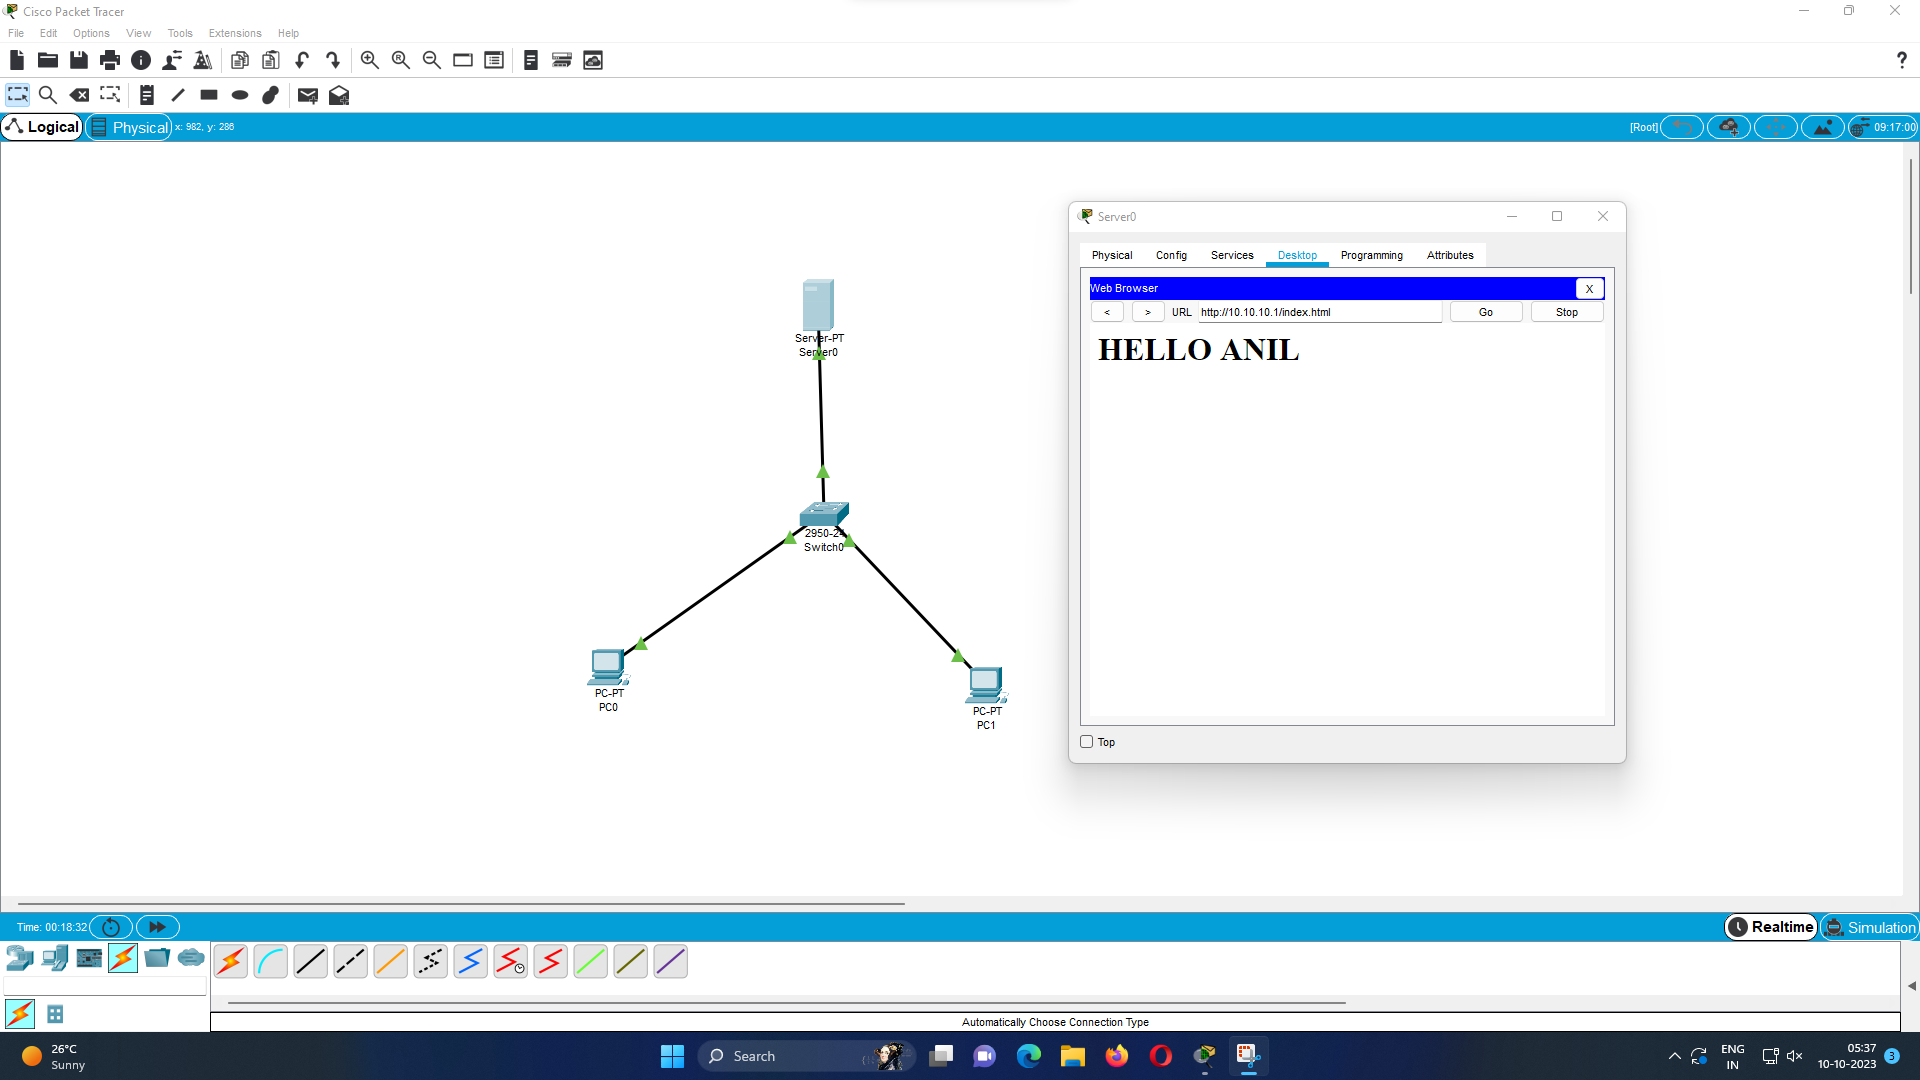 Cisco Packet Tracer
File Edit Options View Tools Extensions Help
?
Logical Physical x: 982, y: 286 [Root] 09:17:00
Server-PT
Server0
2950-24
Switch0
PC-PT
PC0
PC-PT
PC1
Server0
Physical Config Services Desktop Programming Attributes
Web Browser X
< > URL http://10.10.10.1/index.html Go Stop
HELLO ANIL
Top
Time: 00:18:32 Realtime Simulation
Automatically Choose Connection Type
26°C
Sunny
Search
ENG
IN
05:37
10-10-2023
3